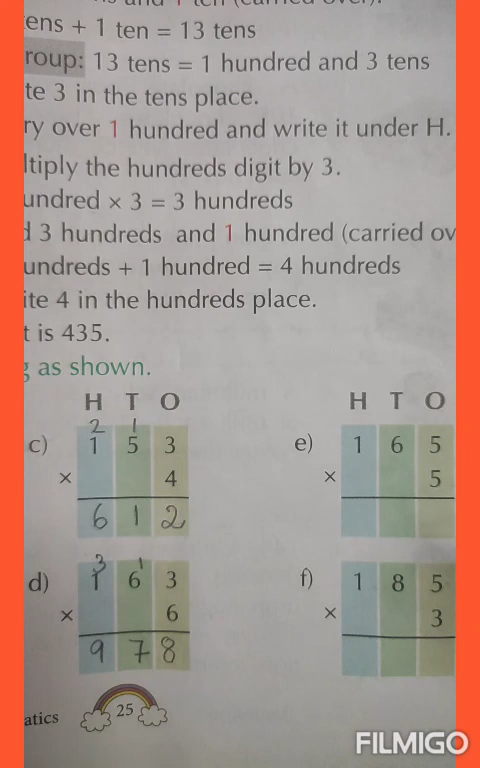 ens + 1 ten = 13 tens
roup: 13 tens = 1 hundred and 3 tens
te 3 in the tens place.
ry over 1 hundred and write it under H.
ltiply the hundreds digit by 3.
undred × 3 = 3 hundreds
d 3 hundreds and 1 hundred (carried ov
undreds + 1 hundred = 4 hundreds
ite 4 in the hundreds place.
t is 435.
g as shown.
H T O
2 1
c) 1 5 3
× 4
6 1 2
3 1
d) 1 6 3
× 6
9 7 8
H T O
e) 1 6 5
× 5
f) 1 8 5
× 3
atics
25
FILMIGO